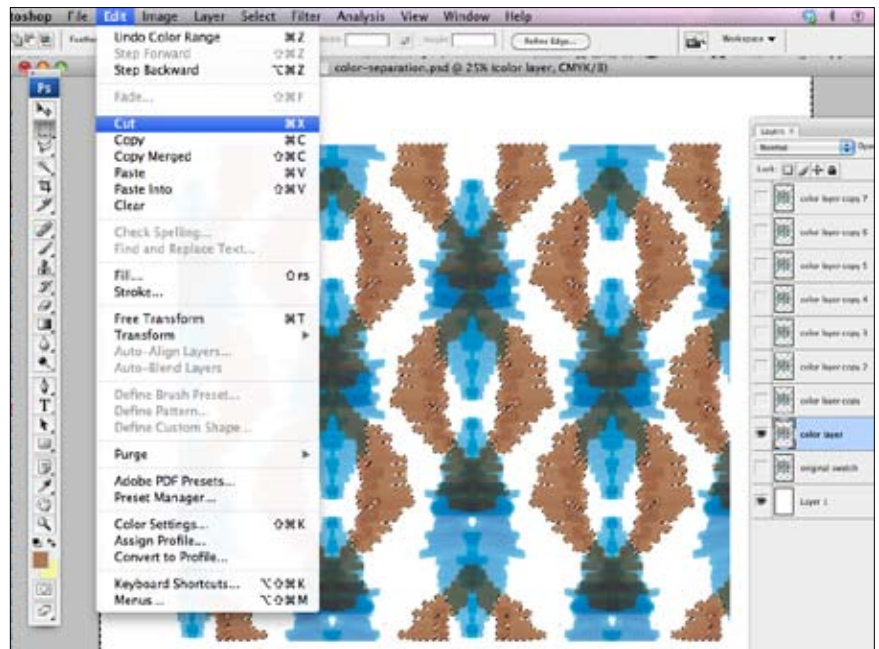 toshop File Edit Image Layer Select Filter Analysis View Window Help
Refine Edge... Workspace
color-separation.psd @ 25% (color layer, CMYK/8)
Ps
Undo Color Range ⌘Z
Step Forward ⇧⌘Z
Step Backward ⌥⌘Z
Fade... ⇧⌘F
Cut ⌘X
Copy ⌘C
Copy Merged ⇧⌘C
Paste ⌘V
Paste Into ⇧⌘V
Clear
Check Spelling...
Find and Replace Text...
Fill... ⇧F5
Stroke...
Free Transform ⌘T
Transform
Auto-Align Layers...
Auto-Blend Layers
Define Brush Preset...
Define Pattern...
Define Custom Shape...
Purge
Adobe PDF Presets...
Preset Manager...
Color Settings... ⇧⌘K
Assign Profile...
Convert to Profile...
Keyboard Shortcuts... ⌥⇧⌘K
Menus... ⌥⇧⌘M
Layers
Normal
Lock:
color layer copy 7
color layer copy 6
color layer copy 5
color layer copy 4
color layer copy 3
color layer copy 2
color layer copy
color layer
original swatch
Layer 1